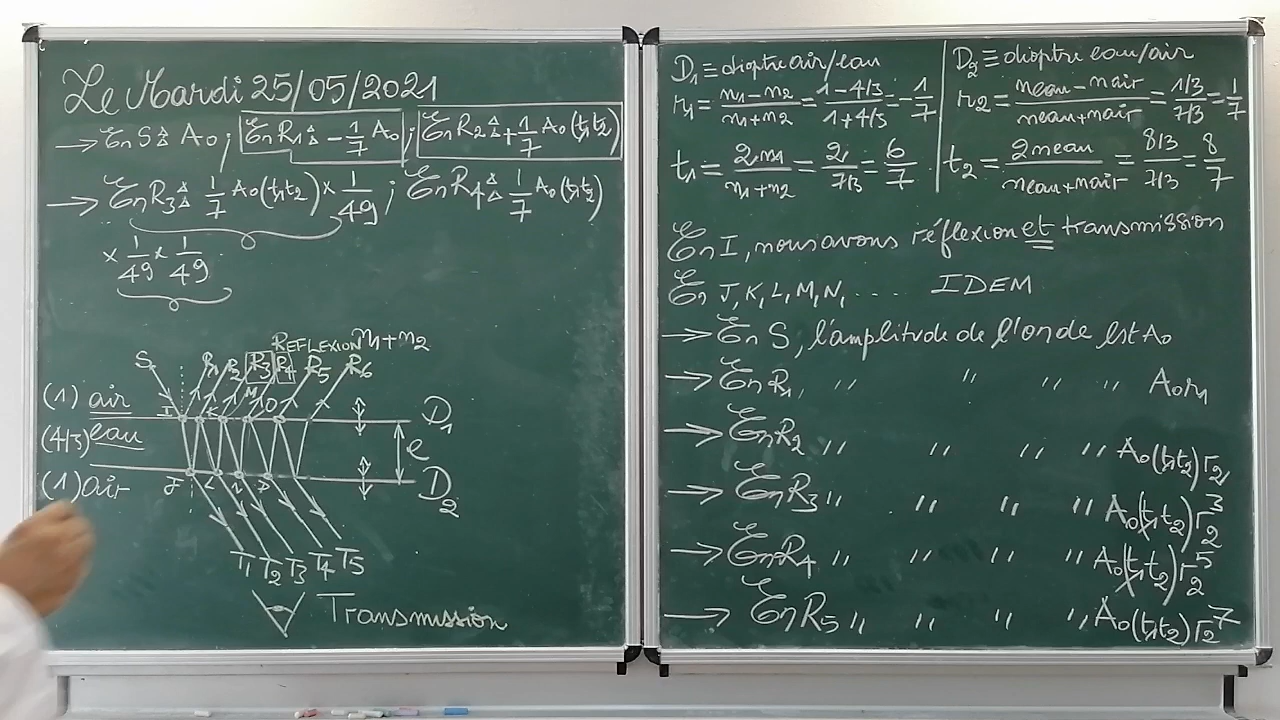 Le Mardi 25/05/2021
→ En S ≙ A₀ ; En R₁ ≙ -1/7 A₀ ; En R₂ ≙ +1/7 A₀(t₁t₂)
→ En R₃ ≙ 1/7 A₀(t₁t₂) × 1/49 ; En R₄ ≙ 1/7 A₀(t₁t₂)
× 1/49 × 1/49
REFLEXION n₁ + n₂
S R₁ R₂ R₃ R₄ R₅ R₆
(1) air I K M O D₁
(4/3) eau e
(1) air J L N P D₂
T₁ T₂ T₃ T₄ T₅
Transmission
D₁ ≡ dioptre air/eau
r₁ = (n₁ - n₂)/(n₁ + n₂) = (1 - 4/3)/(1 + 4/3) = -1/7
t₁ = 2n₁/(n₁ + n₂) = 2/(7/3) = 6/7
D₂ ≡ dioptre eau/air
r₂ = (neau - nair)/(neau + nair) = (1/3)/(7/3) = 1/7
t₂ = 2neau/(neau + nair) = (8/3)/(7/3) = 8/7
En I, nous avons réflexion et transmission
En J, K, L, M, N, .... IDEM
→ En S, l'amplitude de l'onde est A₀
→ En R₁, " " " " A₀r₁
→ En R₂ " " " " A₀(t₁t₂)r₂
→ En R₃ " " " " A₀(t₁t₂)r₂³
→ En R₄ " " " " A₀(t₁t₂)r₂⁵
→ En R₅ " " " " A₀(t₁t₂)r₂⁷